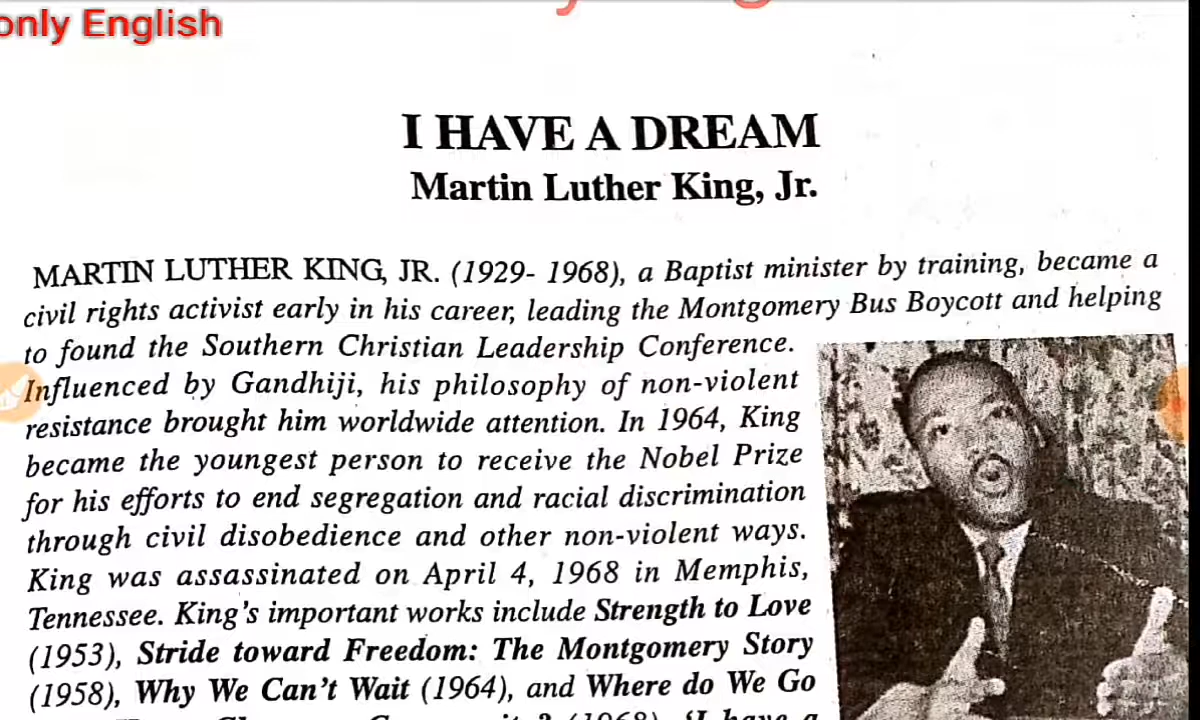 only English
I HAVE A DREAM
Martin Luther King, Jr.
MARTIN LUTHER KING, JR. (1929- 1968), a Baptist minister by training, became a
civil rights activist early in his career, leading the Montgomery Bus Boycott and helping
to found the Southern Christian Leadership Conference.
Influenced by Gandhiji, his philosophy of non-violent
resistance brought him worldwide attention. In 1964, King
became the youngest person to receive the Nobel Prize
for his efforts to end segregation and racial discrimination
through civil disobedience and other non-violent ways.
King was assassinated on April 4, 1968 in Memphis,
Tennessee. King's important works include Strength to Love
(1953), Stride toward Freedom: The Montgomery Story
(1958), Why We Can't Wait (1964), and Where do We Go
(1968). 'I have a